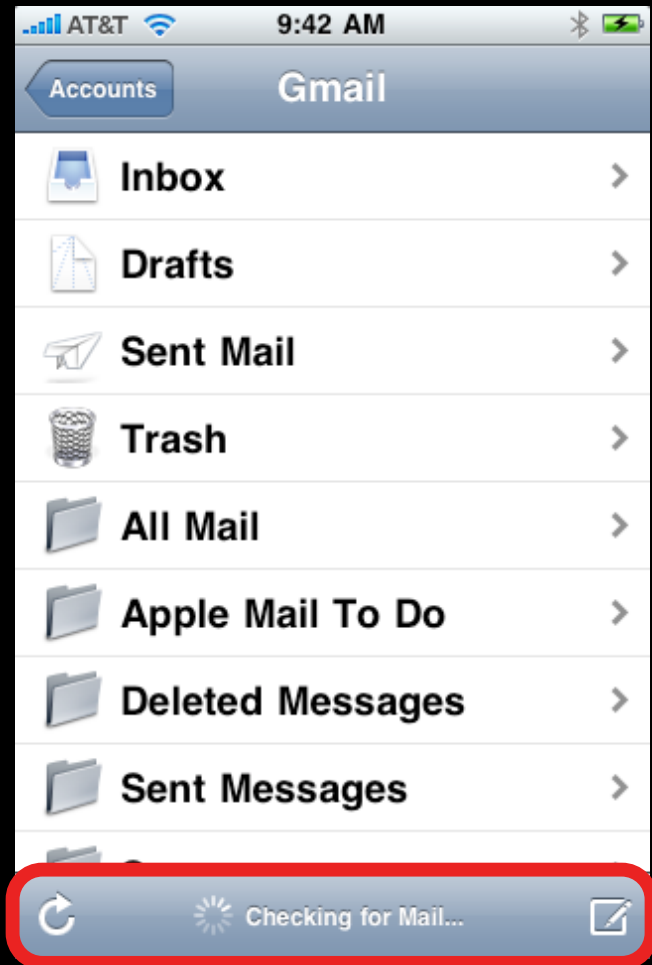 AT&T 9:42 AM
Accounts Gmail
Inbox
Drafts
Sent Mail
Trash
All Mail
Apple Mail To Do
Deleted Messages
Sent Messages
Checking for Mail...